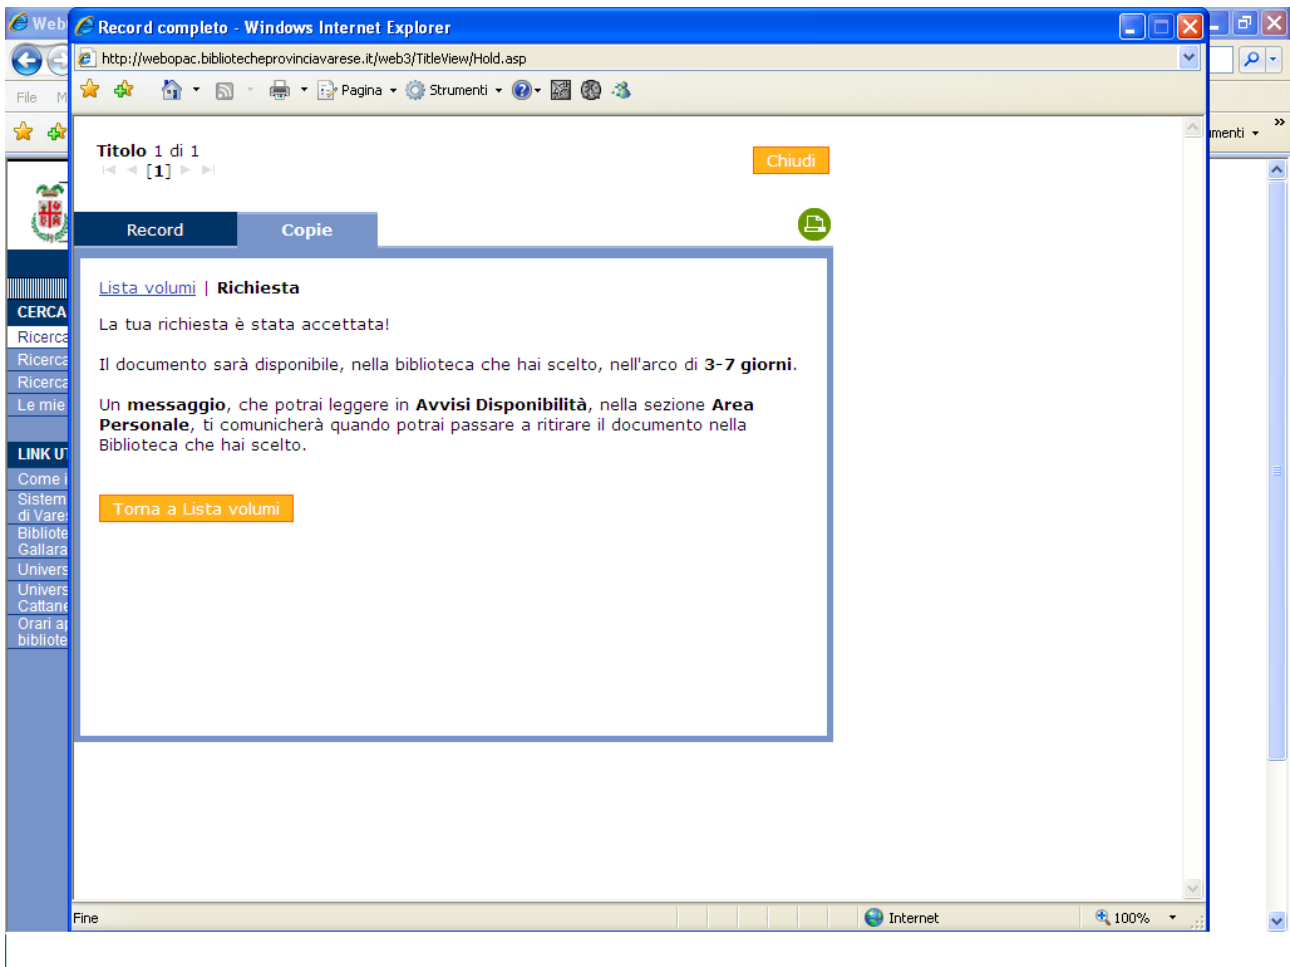 Web
Record completo - Windows Internet Explorer
http://webopac.bibliotecheprovinciavarese.it/web3/TitleView/Hold.asp
File M
Pagina Strumenti
menti
Titolo 1 di 1
[1]
Chiudi
Record Copie
Lista volumi | Richiesta
La tua richiesta è stata accettata!
Il documento sarà disponibile, nella biblioteca che hai scelto, nell'arco di 3-7 giorni.
Un messaggio, che potrai leggere in Avvisi Disponibilità, nella sezione Area
Personale, ti comunicherà quando potrai passare a ritirare il documento nella
Biblioteca che hai scelto.
Torna a Lista volumi
CERCA
Ricerca
Ricerca
Ricerca
Le mie
LINK UT
Come i
Sistem
di Vares
Bibliote
Gallara
Univers
Univers
Cattane
Orari ap
bibliote
Fine
Internet
100%